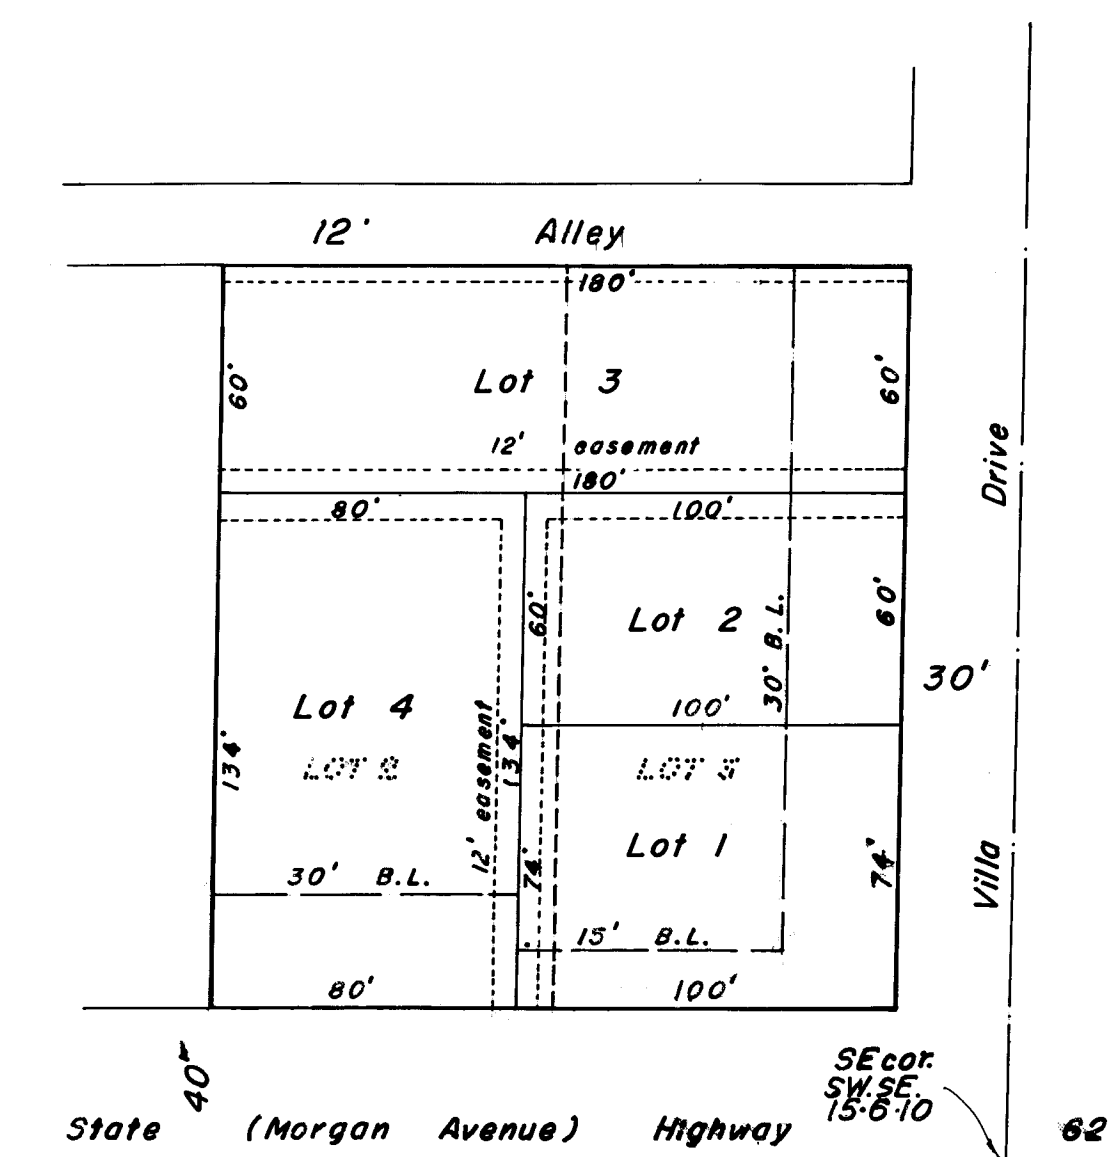 12' Alley
180'
60'
Lot 3
60'
12' easement
180'
80'
100'
60'
Lot 2
60'
30' B.L.
100'
30'
Drive
Villa
Lot 4
134'
12' easement
134'
LOT 5
Lot 1
74'
74'
30' B.L.
15' B.L.
80'
100'
40'
SE cor.
SW. SE.
15-6-10
State (Morgan Avenue) Highway 62